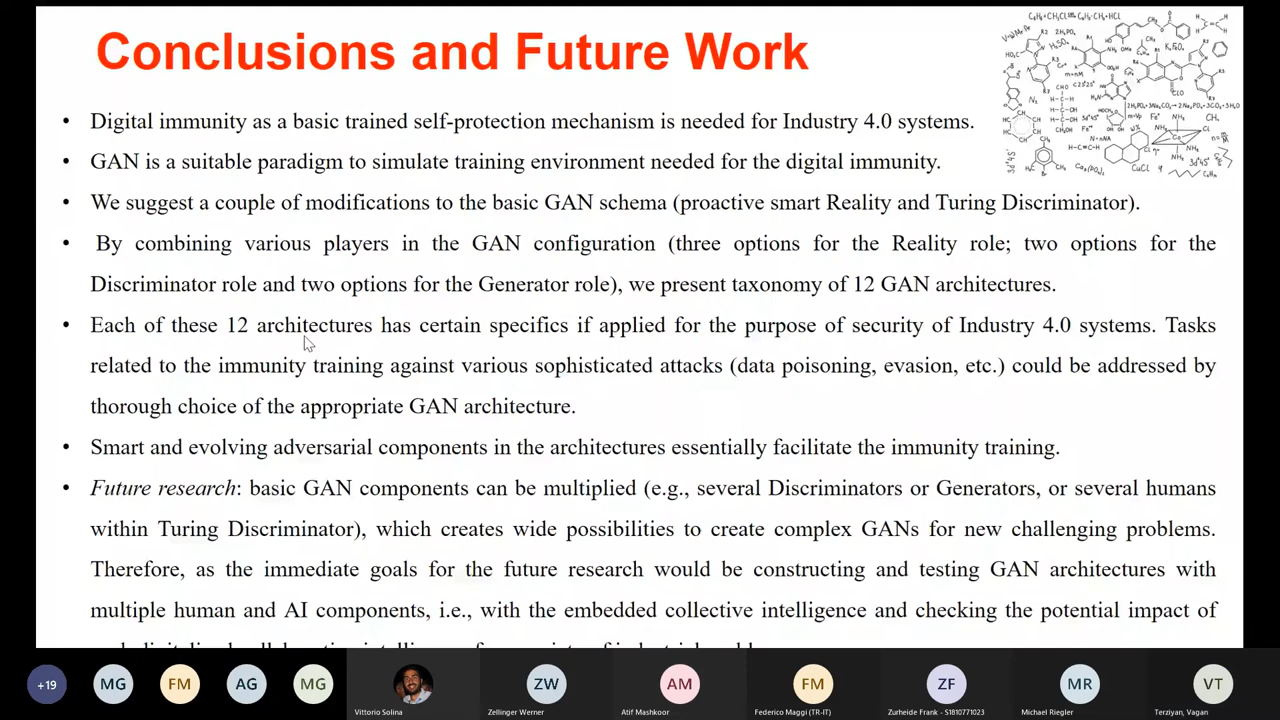 Conclusions and Future Work
• Digital immunity as a basic trained self-protection mechanism is needed for Industry 4.0 systems.
• GAN is a suitable paradigm to simulate training environment needed for the digital immunity.
• We suggest a couple of modifications to the basic GAN schema (proactive smart Reality and Turing Discriminator).
• By combining various players in the GAN configuration (three options for the Reality role; two options for the
Discriminator role and two options for the Generator role), we present taxonomy of 12 GAN architectures.
• Each of these 12 architectures has certain specifics if applied for the purpose of security of Industry 4.0 systems. Tasks
related to the immunity training against various sophisticated attacks (data poisoning, evasion, etc.) could be addressed by
thorough choice of the appropriate GAN architecture.
• Smart and evolving adversarial components in the architectures essentially facilitate the immunity training.
• Future research: basic GAN components can be multiplied (e.g., several Discriminators or Generators, or several humans
within Turing Discriminator), which creates wide possibilities to create complex GANs for new challenging problems.
Therefore, as the immediate goals for the future research would be constructing and testing GAN architectures with
multiple human and AI components, i.e., with the embedded collective intelligence and checking the potential impact of
+19 MG FM AG MG ZW AM FM ZF MR VT
Vittorio Solina Zellinger Werner Atif Mashkoor Federico Maggi (TR-IT) Zurheide Frank - S1810771023 Michael Riegler Terziyan, Vagan